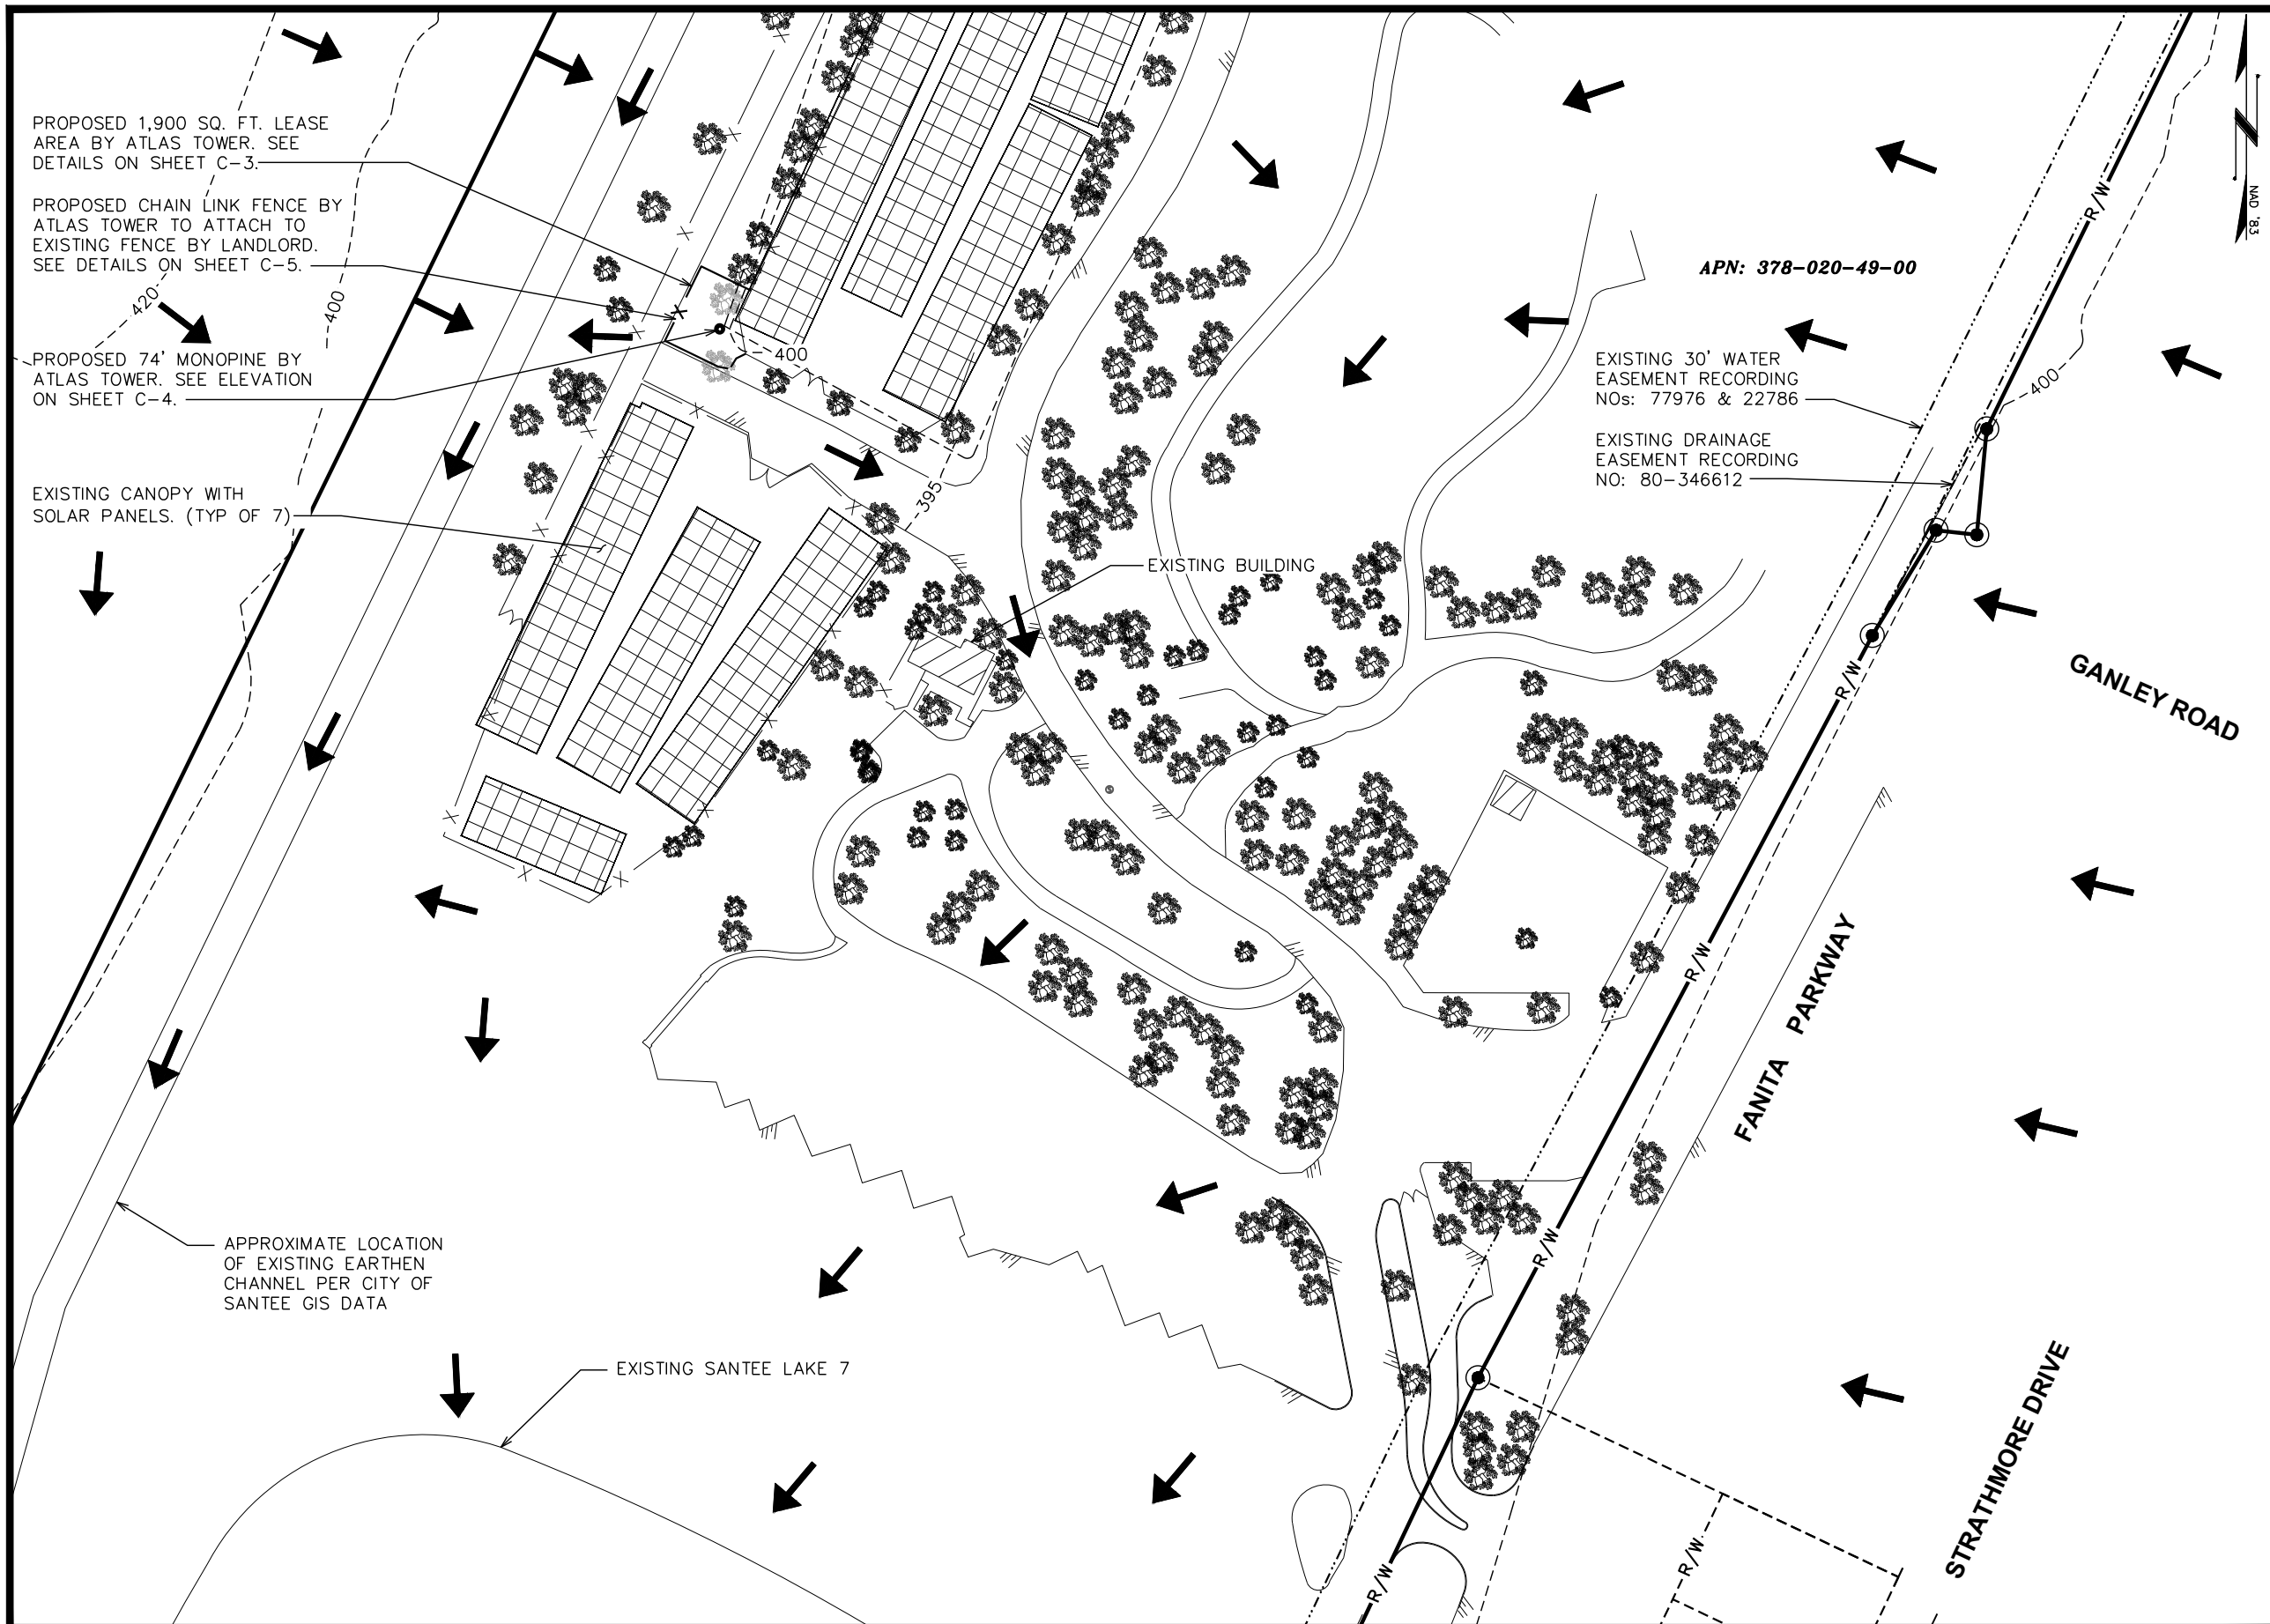 PROPOSED 1,900 SQ. FT. LEASE
AREA BY ATLAS TOWER. SEE
DETAILS ON SHEET C-3.
PROPOSED CHAIN LINK FENCE BY
ATLAS TOWER TO ATTACH TO
EXISTING FENCE BY LANDLORD.
SEE DETAILS ON SHEET C-5.
420
400
PROPOSED 74' MONOPINE BY
ATLAS TOWER. SEE ELEVATION
ON SHEET C-4.
400
EXISTING CANOPY WITH
SOLAR PANELS. (TYP OF 7)
395
EXISTING BUILDING
NAD '83
R/W
APN: 378-020-49-00
EXISTING 30' WATER
EASEMENT RECORDING
NOs: 77976 & 22786
400
EXISTING DRAINAGE
EASEMENT RECORDING
NO: 80-346612
R/W
GANLEY ROAD
R/W
FANITA PARKWAY
R/W
APPROXIMATE LOCATION
OF EXISTING EARTHEN
CHANNEL PER CITY OF
SANTEE GIS DATA
EXISTING SANTEE LAKE 7
STRATHMORE DRIVE
R/W
R/W